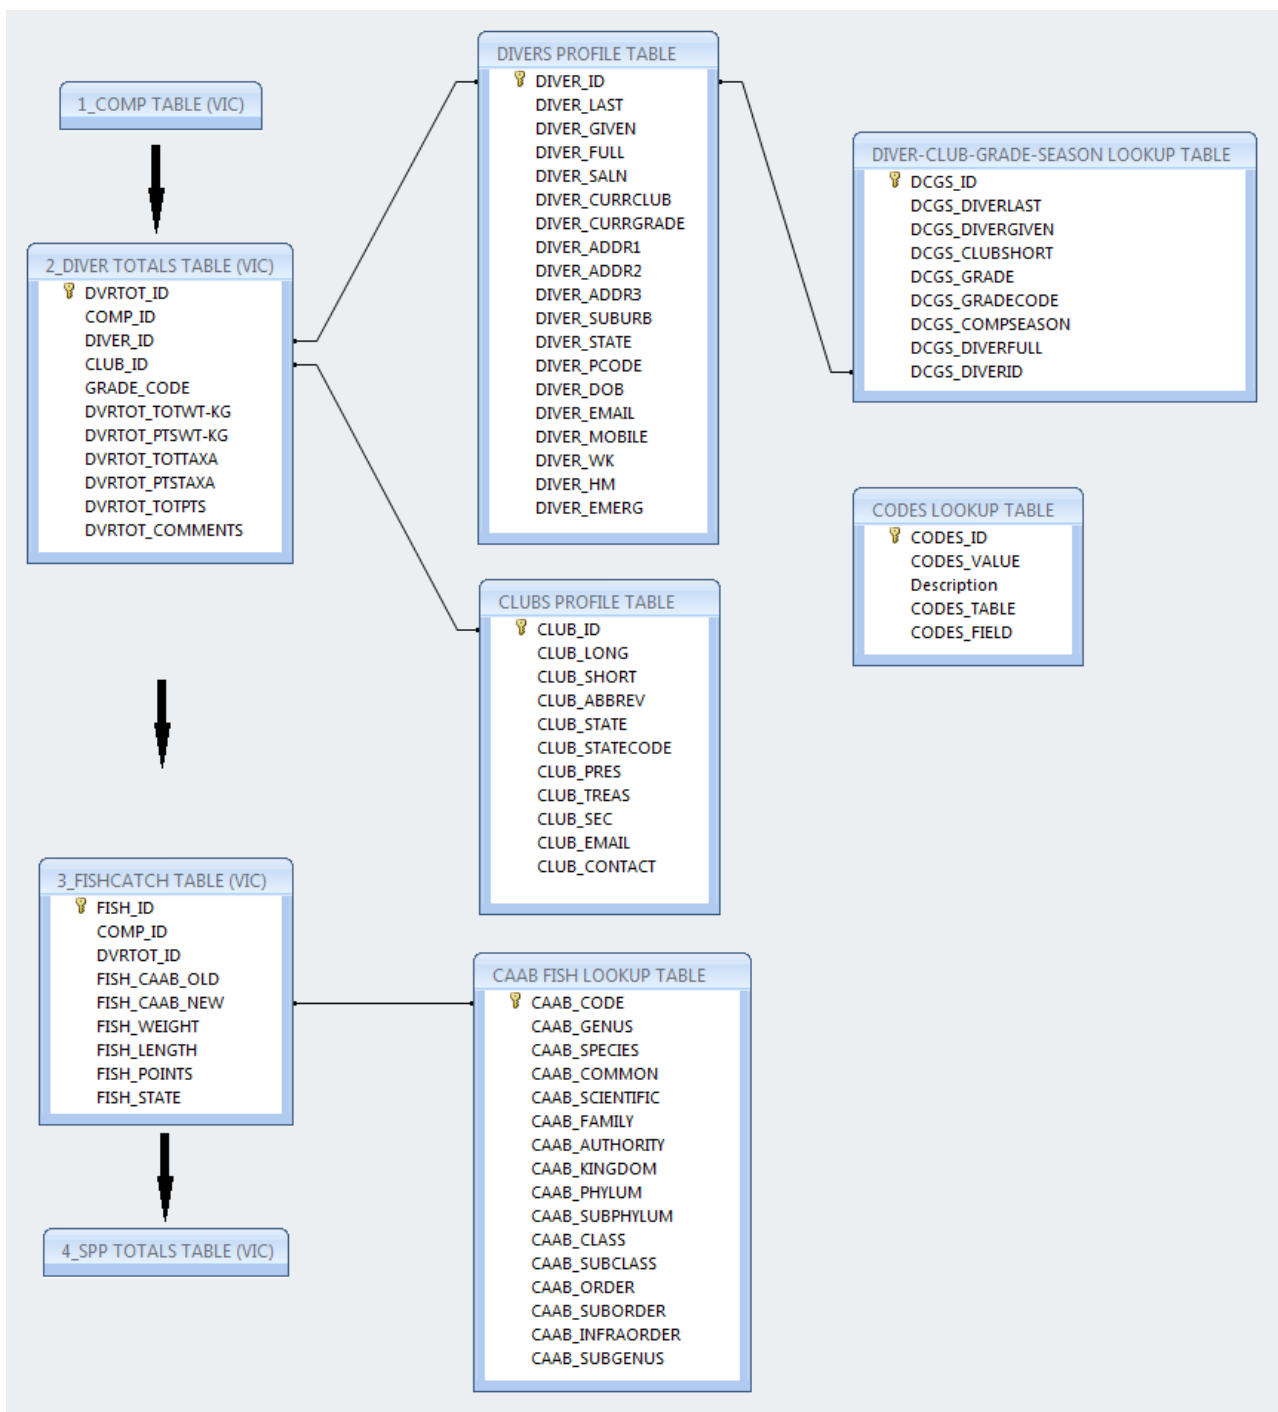 1_COMP TABLE (VIC)
2_DIVER TOTALS TABLE (VIC)
DVRTOT_ID
COMP_ID
DIVER_ID
CLUB_ID
GRADE_CODE
DVRTOT_TOTWT-KG
DVRTOT_PTSWT-KG
DVRTOT_TOTTAXA
DVRTOT_PTSTAXA
DVRTOT_TOTPTS
DVRTOT_COMMENTS
3_FISHCATCH TABLE (VIC)
FISH_ID
COMP_ID
DVRTOT_ID
FISH_CAAB_OLD
FISH_CAAB_NEW
FISH_WEIGHT
FISH_LENGTH
FISH_POINTS
FISH_STATE
4_SPP TOTALS TABLE (VIC)
DIVERS PROFILE TABLE
DIVER_ID
DIVER_LAST
DIVER_GIVEN
DIVER_FULL
DIVER_SALN
DIVER_CURRCLUB
DIVER_CURRGRADE
DIVER_ADDR1
DIVER_ADDR2
DIVER_ADDR3
DIVER_SUBURB
DIVER_STATE
DIVER_PCODE
DIVER_DOB
DIVER_EMAIL
DIVER_MOBILE
DIVER_WK
DIVER_HM
DIVER_EMERG
CLUBS PROFILE TABLE
CLUB_ID
CLUB_LONG
CLUB_SHORT
CLUB_ABBREV
CLUB_STATE
CLUB_STATECODE
CLUB_PRES
CLUB_TREAS
CLUB_SEC
CLUB_EMAIL
CLUB_CONTACT
CAAB FISH LOOKUP TABLE
CAAB_CODE
CAAB_GENUS
CAAB_SPECIES
CAAB_COMMON
CAAB_SCIENTIFIC
CAAB_FAMILY
CAAB_AUTHORITY
CAAB_KINGDOM
CAAB_PHYLUM
CAAB_SUBPHYLUM
CAAB_CLASS
CAAB_SUBCLASS
CAAB_ORDER
CAAB_SUBORDER
CAAB_INFRAORDER
CAAB_SUBGENUS
DIVER-CLUB-GRADE-SEASON LOOKUP TABLE
DCGS_ID
DCGS_DIVERLAST
DCGS_DIVERGIVEN
DCGS_CLUBSHORT
DCGS_GRADE
DCGS_GRADECODE
DCGS_COMPSEASON
DCGS_DIVERFULL
DCGS_DIVERID
CODES LOOKUP TABLE
CODES_ID
CODES_VALUE
Description
CODES_TABLE
CODES_FIELD